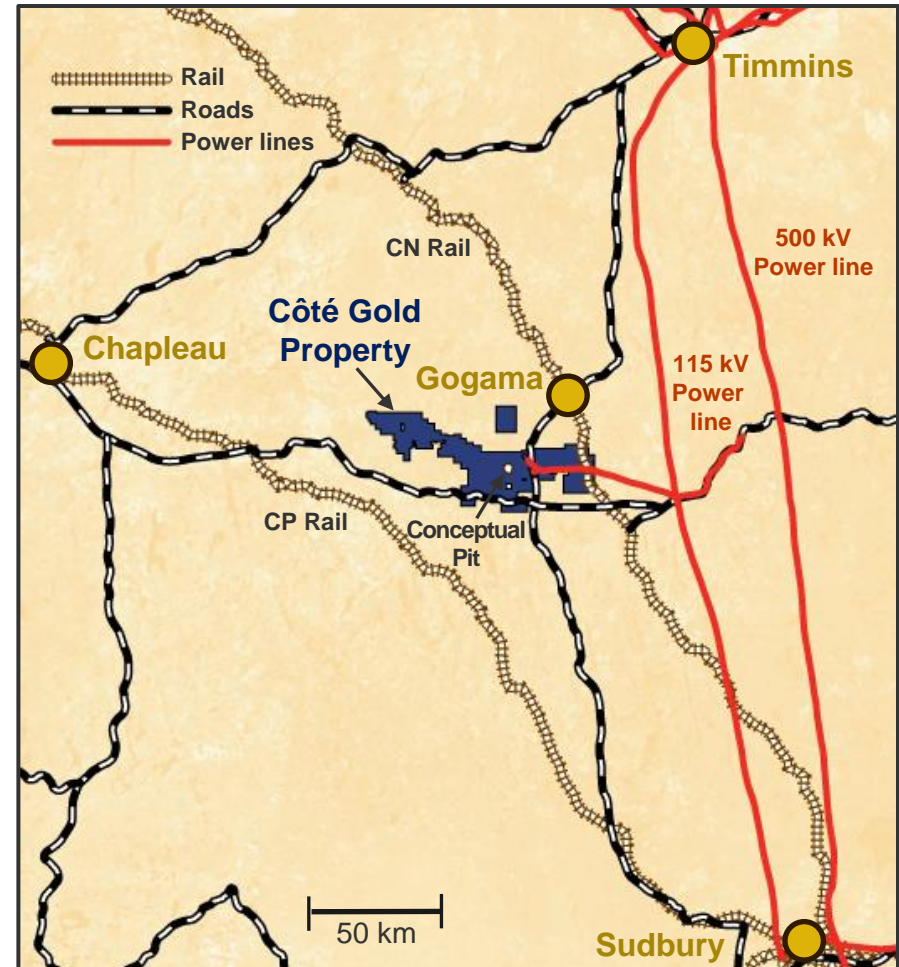 Rail
Roads
Power lines
Timmins
CN Rail
500 kV
Power line
Côté Gold
Property
Chapleau
Gogama
115 kV
Power
line
CP Rail
Conceptual
Pit
50 km
Sudbury